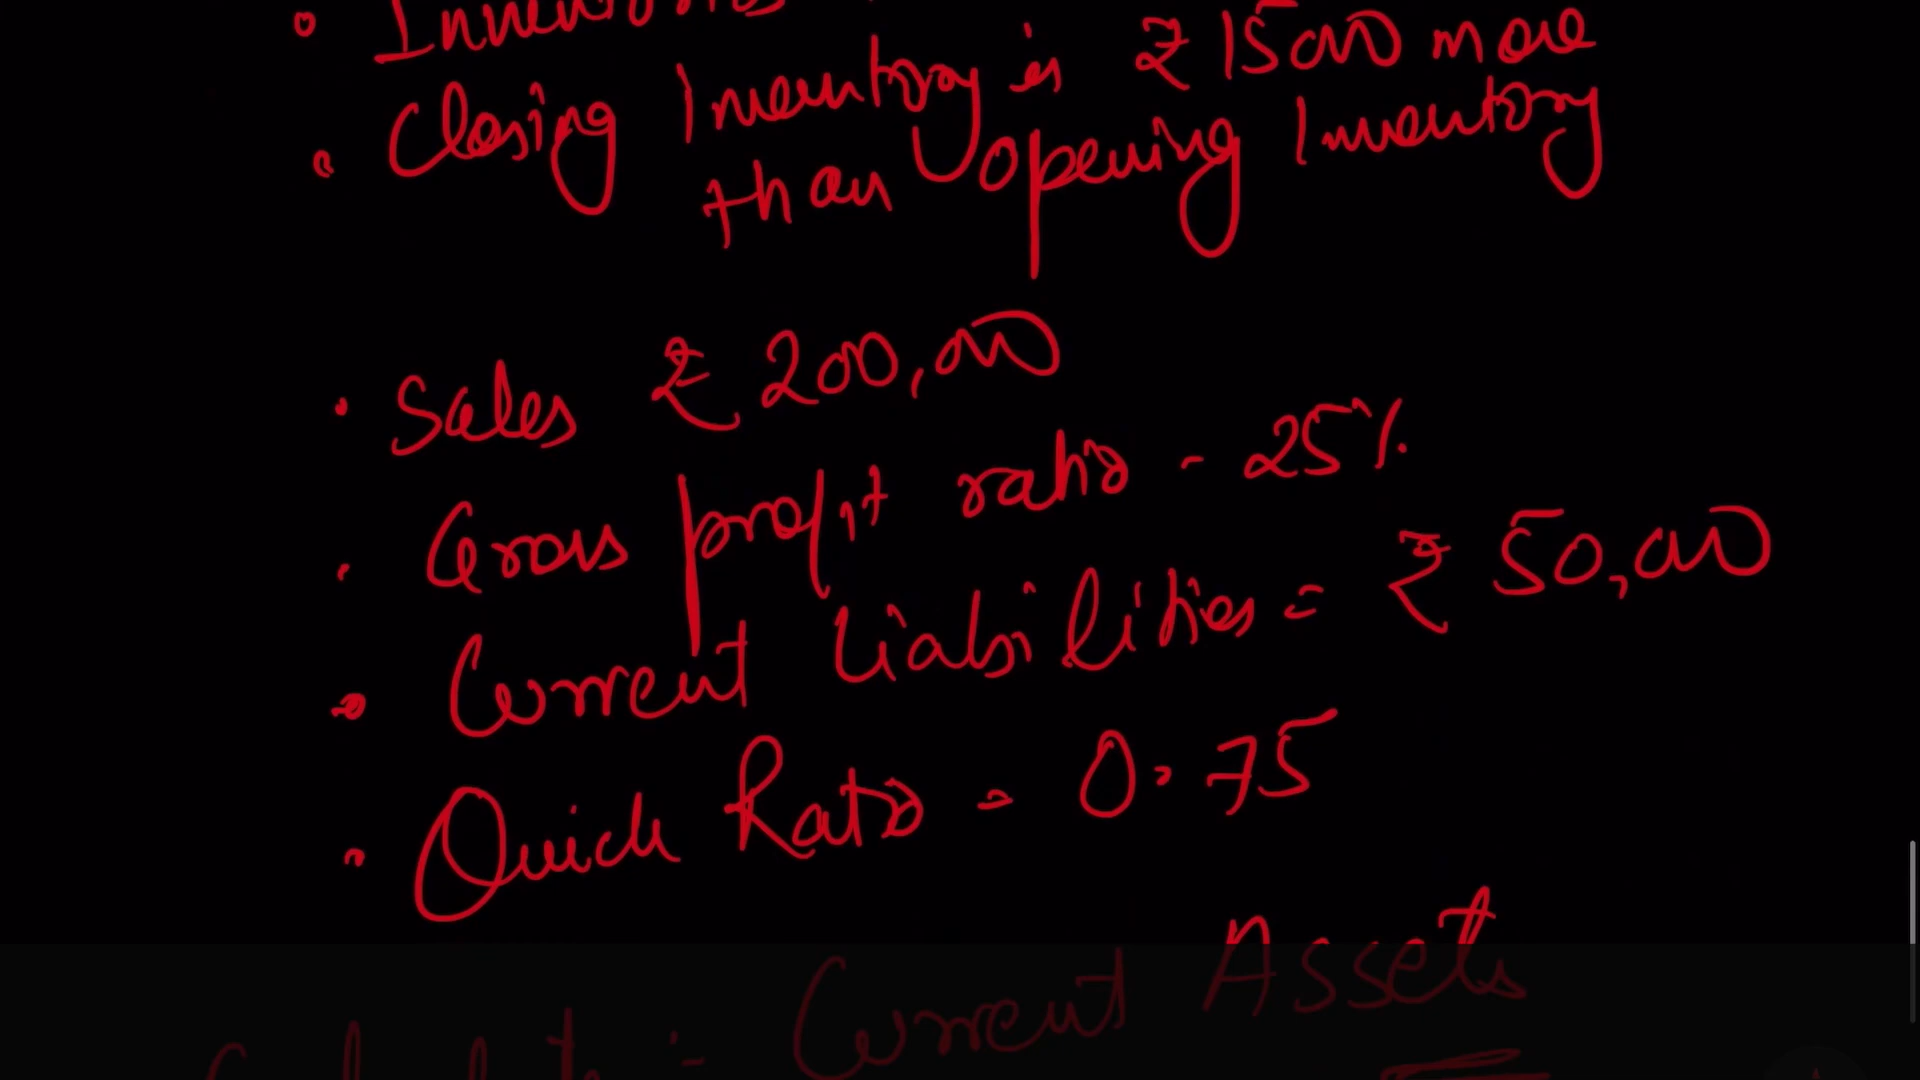 • Closing Inventory is ₹ 15000 more
than opening Inventory
• Sales ₹ 200,000
• Gross profit ratio - 25%
• Current Liabilities = ₹ 50,000
• Quick Ratio = 0.75
:- Current Assets